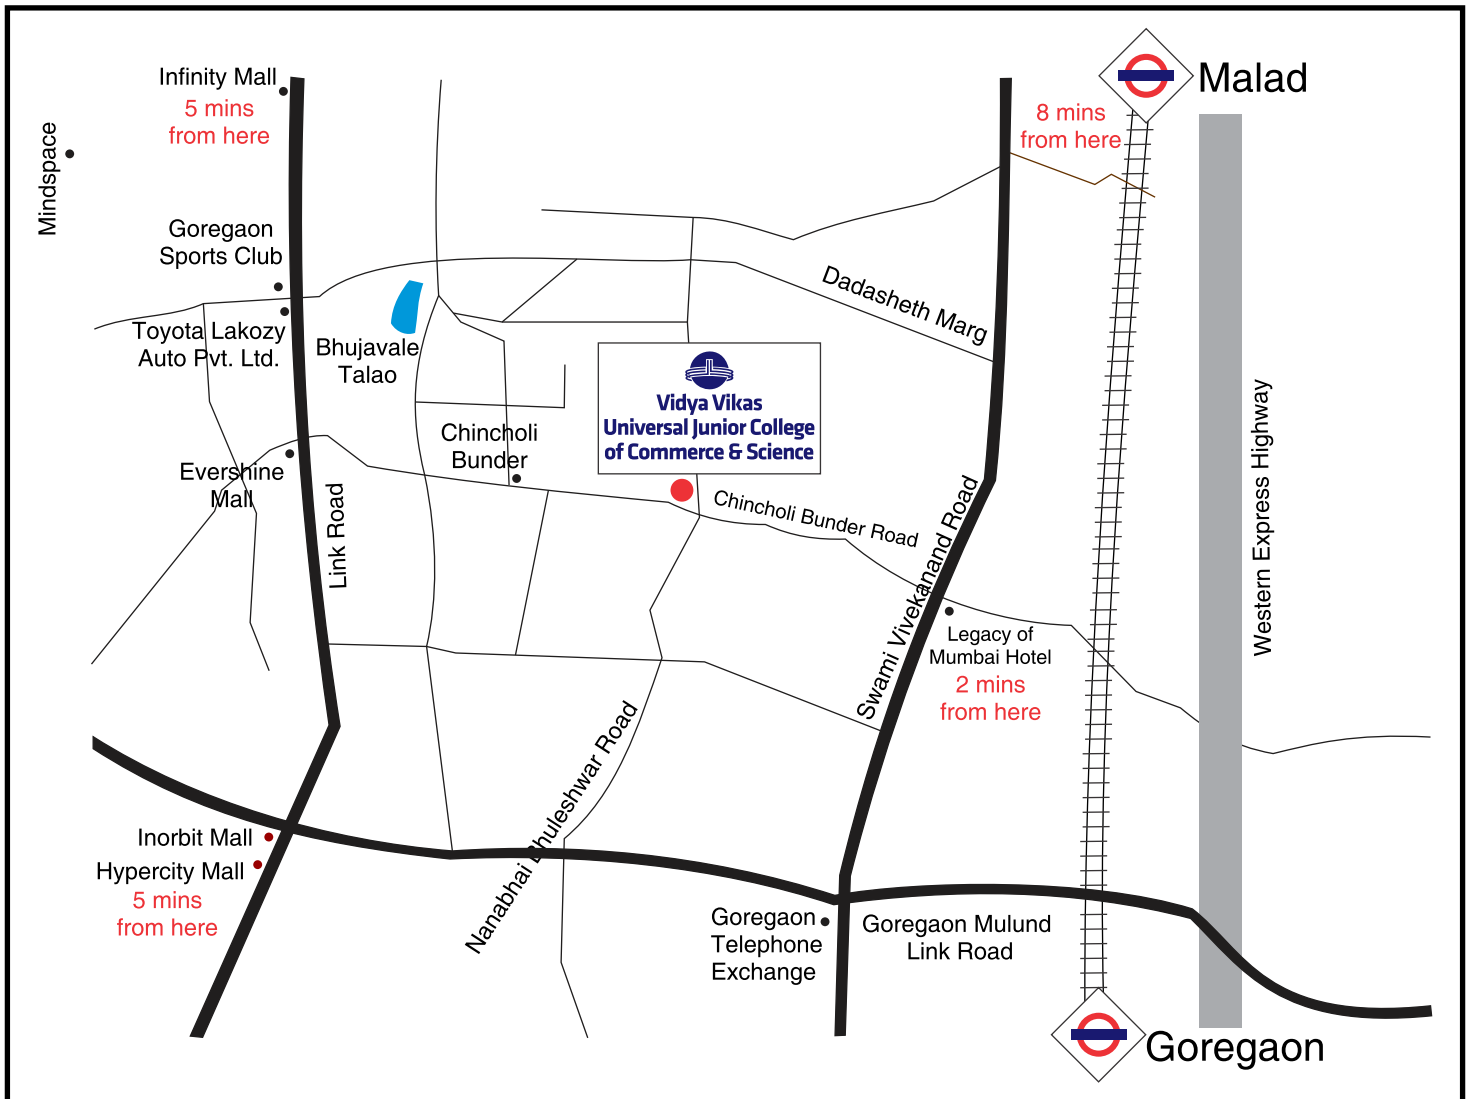 Malad
Infinity Mall
5 mins
from here
8 mins
from here
Mindspace
Goregaon
Sports Club
Toyota Lakozy
Auto Pvt. Ltd.
Bhujavale
Talao
Dadasheth Marg
Vidya Vikas
Universal Junior College
of Commerce & Science
Chincholi
Bunder
Evershine
Mall
Link Road
Chincholi Bunder Road
Swami Vivekanand Road
Western Express Highway
Legacy of
Mumbai Hotel
2 mins
from here
Nanabhai Bhuleshwar Road
Inorbit Mall
Hypercity Mall
5 mins
from here
Goregaon
Telephone
Exchange
Goregaon Mulund
Link Road
Goregaon